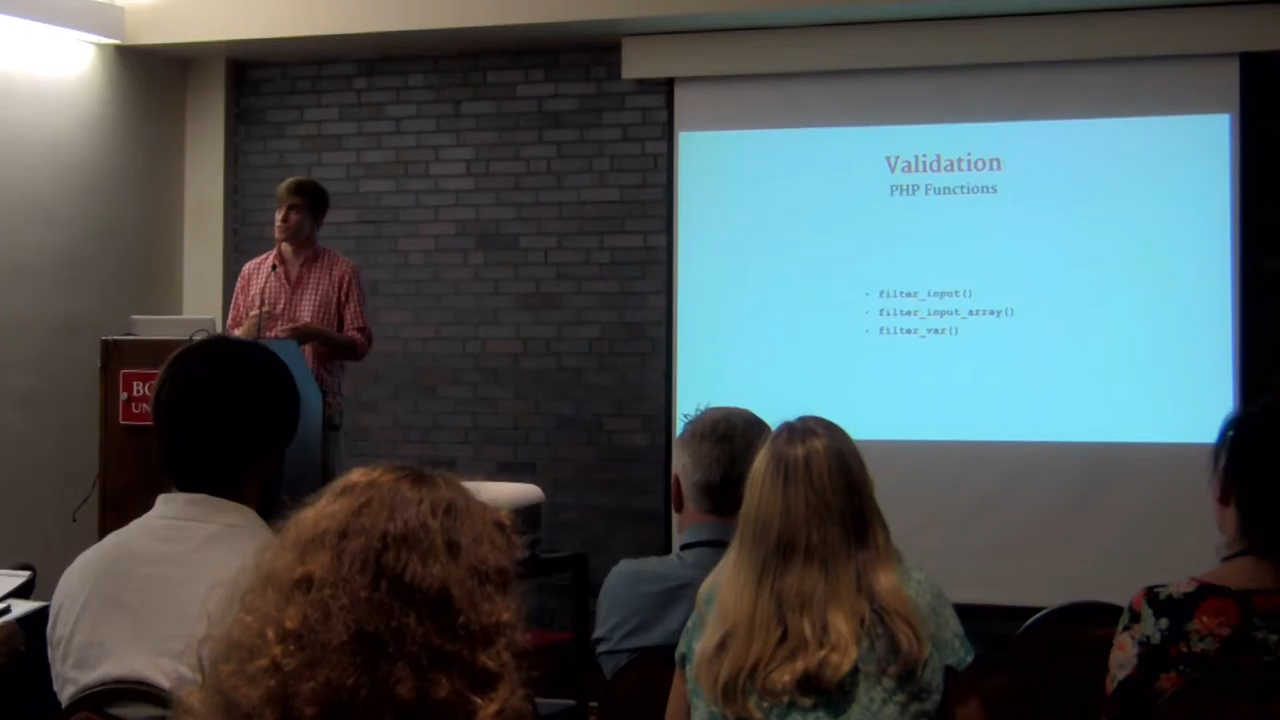 Validation
PHP Functions
• filter_input()
• filter_input_array()
• filter_var()